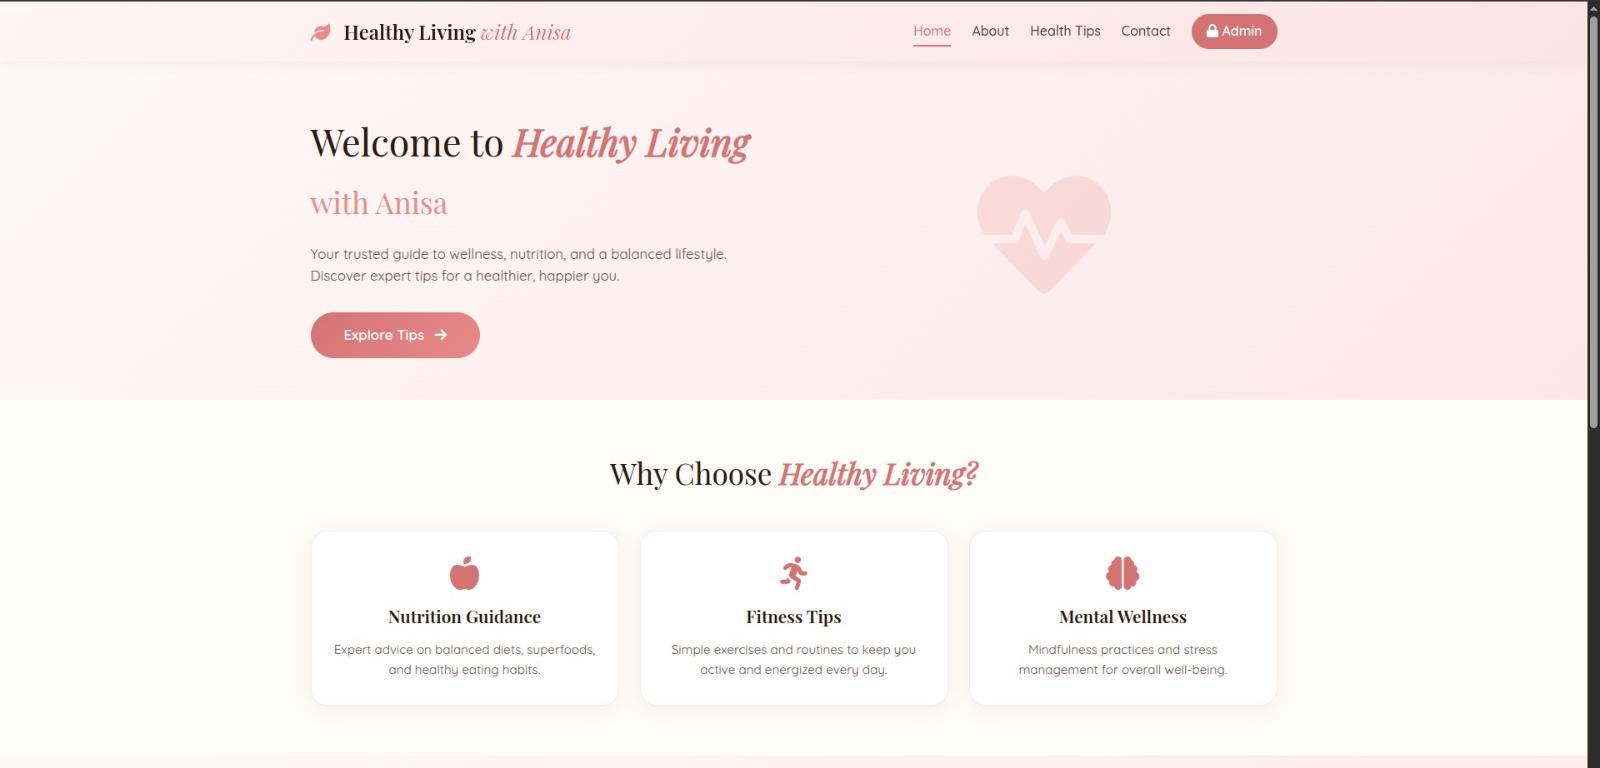 Healthy Living with Anisa
Home
About
Health Tips
Contact
Admin
Welcome to Healthy Living
with Anisa
Your trusted guide to wellness, nutrition, and a balanced lifestyle.
Discover expert tips for a healthier, happier you.
Explore Tips
Why Choose Healthy Living?
Nutrition Guidance
Expert advice on balanced diets, superfoods,
and healthy eating habits.
Fitness Tips
Simple exercises and routines to keep you
active and energized every day.
Mental Wellness
Mindfulness practices and stress
management for overall well-being.